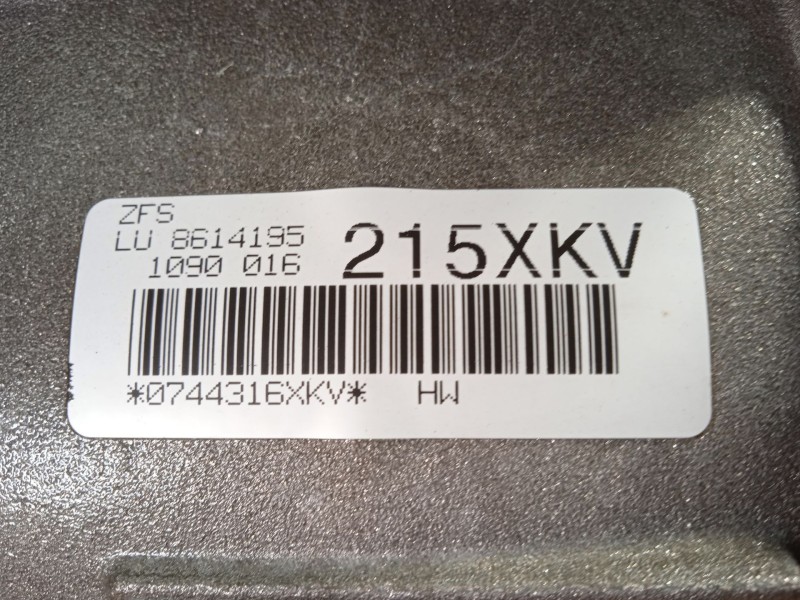 ZFS
LU 8614195
1090 016
215XKV
*0744316XKV* HW